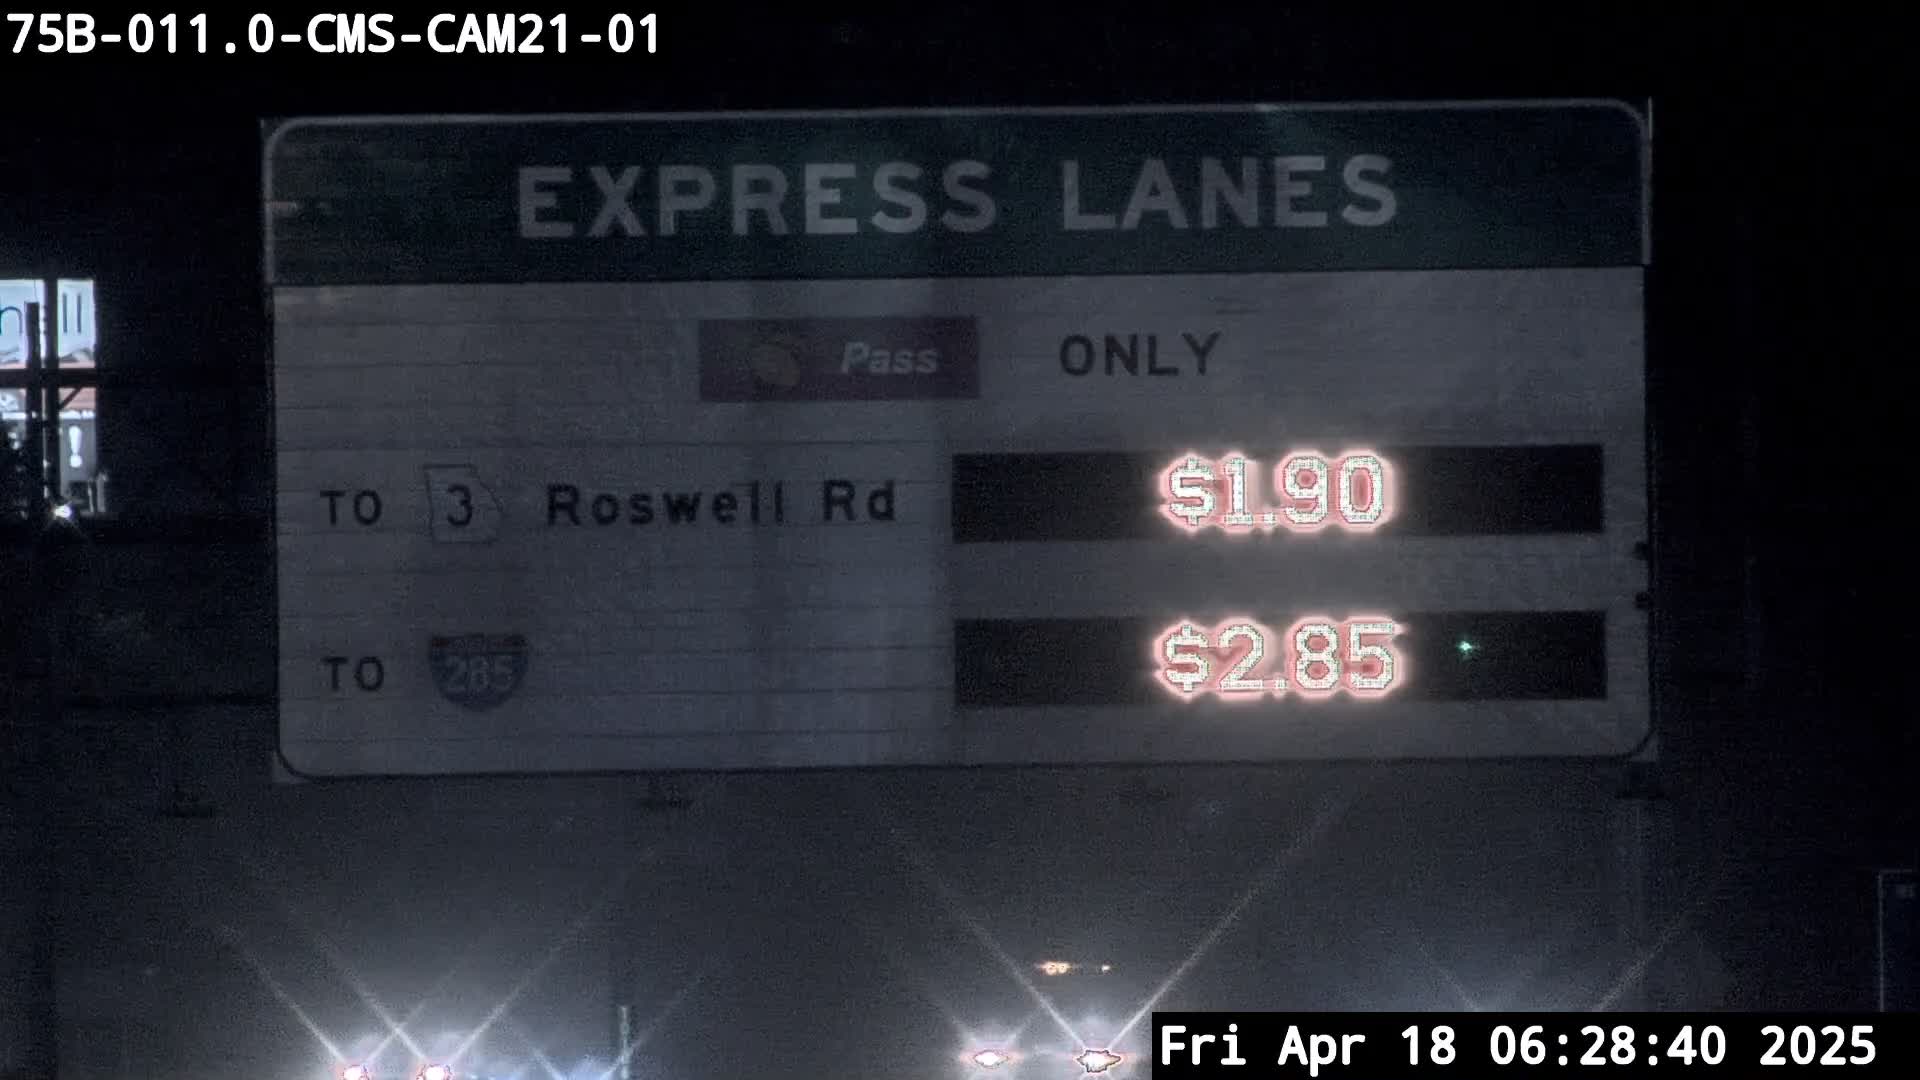 75B-011.0-CMS-CAM21-01
EXPRESS LANES
Pass ONLY
TO 3 Roswell Rd $1.90
TO 285 $2.85
Fri Apr 18 06:28:40 2025